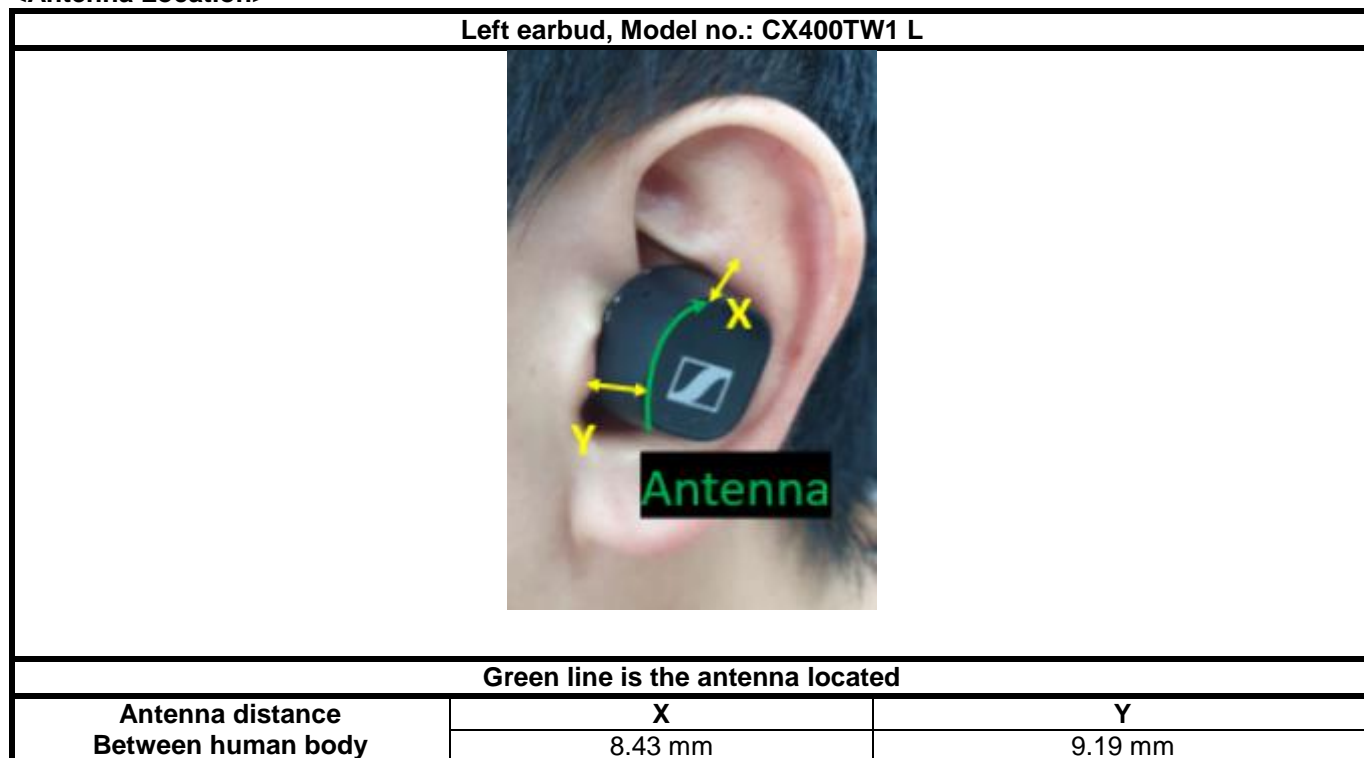 <Antenna Location>
Left earbud, Model no.: CX400TW1 L
X
Y
Antenna
Green line is the antenna located
Antenna distance Between human body X Y
8.43 mm 9.19 mm